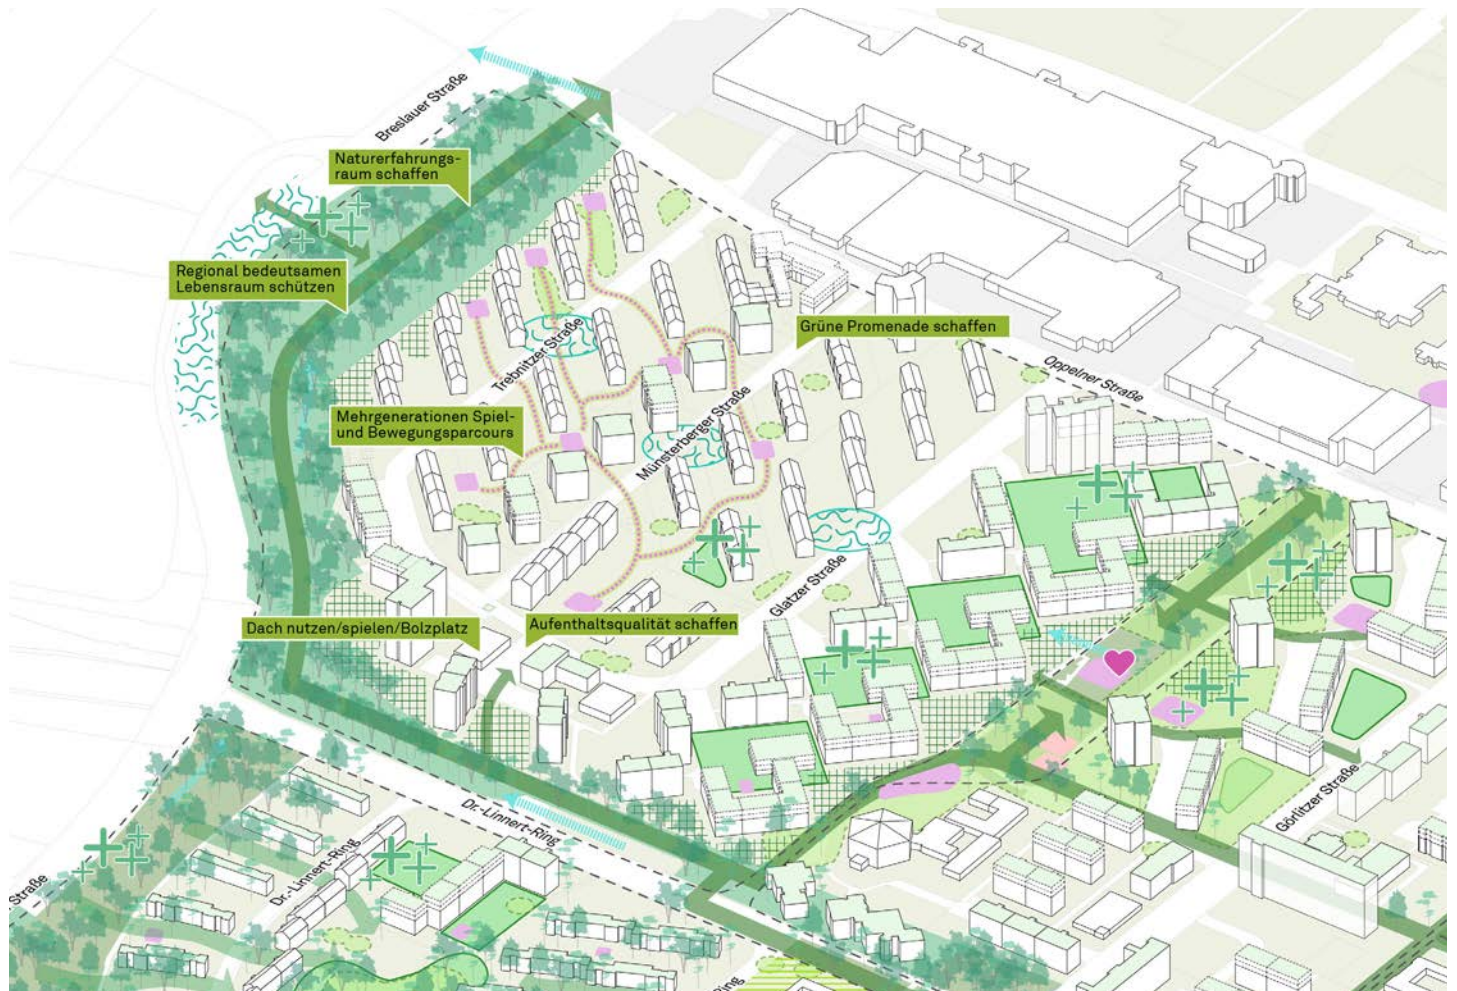 Breslauer Straße
Naturerfahrungs-
raum schaffen
Regional bedeutsamen
Lebensraum schützen
Grüne Promenade schaffen
Trebnitzer Straße
Oppelner Straße
Mehrgenerationen Spiel-
und Bewegungsparcours
Münsterberger Straße
Glatzer Straße
Dach nutzen/spielen/Bolzplatz
Aufenthaltsqualität schaffen
Dr.-Linnert-Ring
Görlitzer Straße
Dr.-Linnert-Ring
Straße
Ring